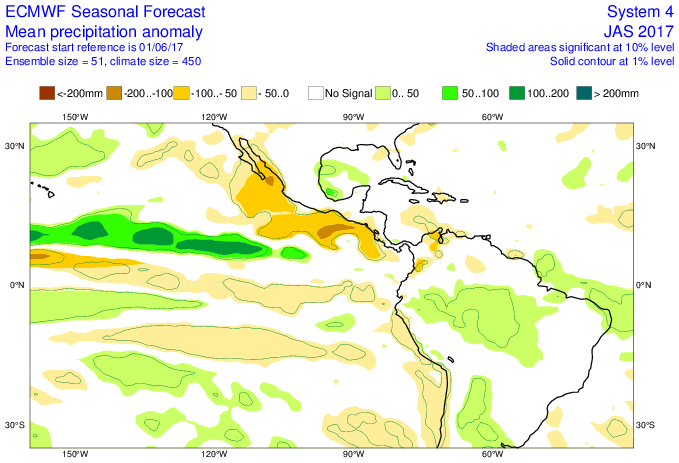 ECMWF Seasonal Forecast System 4
Mean precipitation anomaly JAS 2017
Forecast start reference is 01/06/17 Shaded areas significant at 10% level
Ensemble size = 51, climate size = 450 Solid contour at 1% level
<-200mm -200..-100 -100..- 50 - 50..0 No Signal 0.. 50 50..100 100..200 > 200mm
150°W 120°W 90°W 60°W
30°N 30°N
0°N 0°N
30°S 30°S
150°W 120°W 90°W 60°W